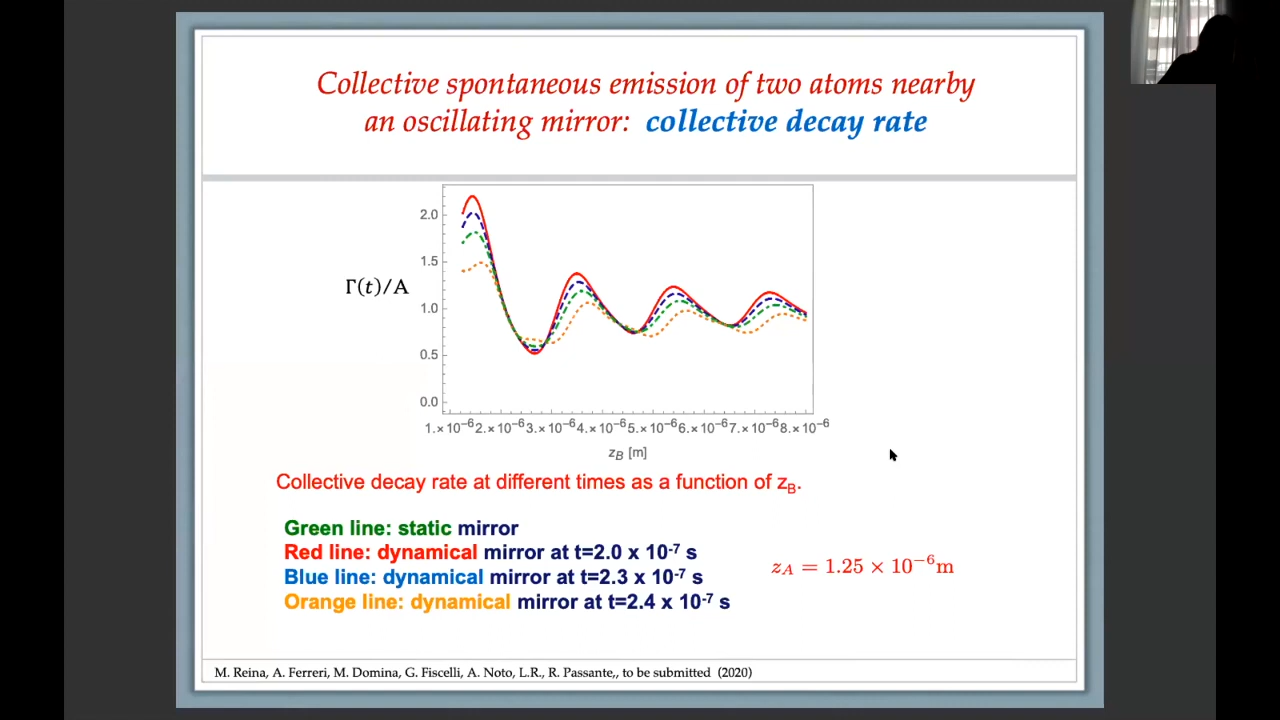 Collective spontaneous emission of two atoms nearby
an oscillating mirror: collective decay rate
2.0
1.5
Γ(t)/A
1.0
0.5
0.0
1.×10⁻⁶ 2.×10⁻⁶ 3.×10⁻⁶ 4.×10⁻⁶ 5.×10⁻⁶ 6.×10⁻⁶ 7.×10⁻⁶ 8.×10⁻⁶
z_B [m]
Collective decay rate at different times as a function of z_B.
Green line: static mirror
Red line: dynamical mirror at t=2.0 x 10⁻⁷ s
Blue line: dynamical mirror at t=2.3 x 10⁻⁷ s
z_A = 1.25 × 10⁻⁶m
Orange line: dynamical mirror at t=2.4 x 10⁻⁷ s
M. Reina, A. Ferreri, M. Domina, G. Fiscelli, A. Noto, L.R., R. Passante,, to be submitted (2020)